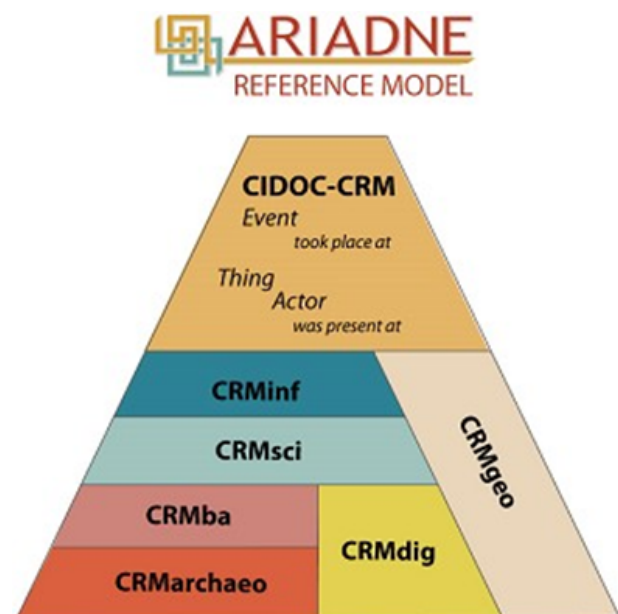 ARIADNE
REFERENCE MODEL
CIDOC-CRM
Event
took place at
Thing
Actor
was present at
CRMinf
CRMsci
CRMgeo
CRMba
CRMdig
CRMarchaeo